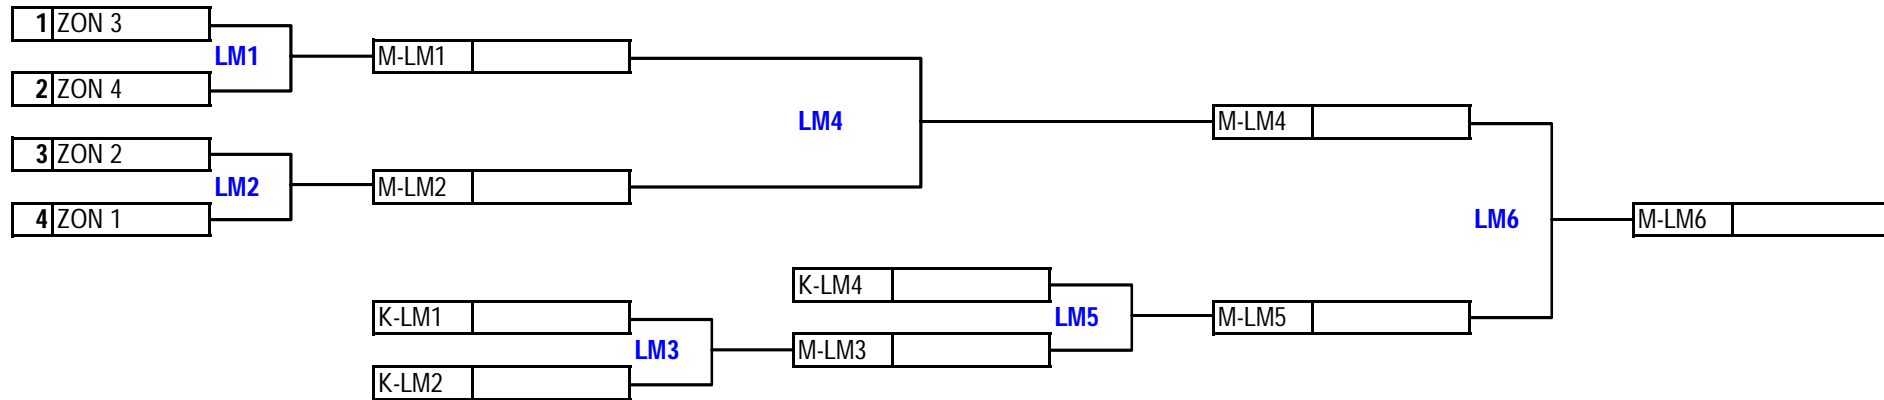 1 ZON 3
LM1
M-LM1
2 ZON 4
LM4
M-LM4
3 ZON 2
LM2
M-LM2
4 ZON 1
LM6
M-LM6
K-LM4
K-LM1
LM5
M-LM5
LM3
M-LM3
K-LM2